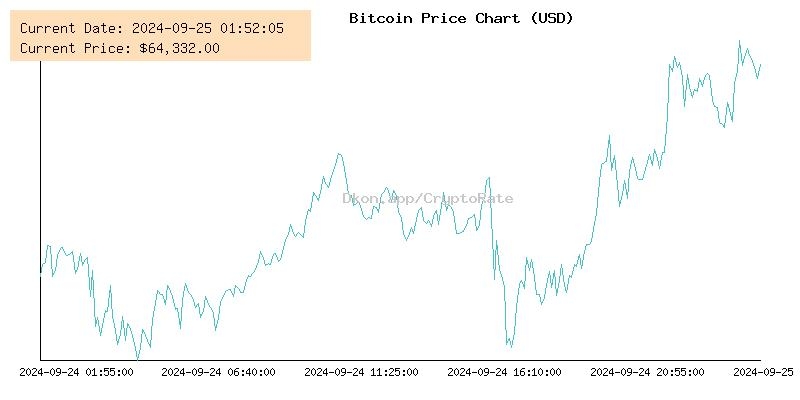 Bitcoin Price Chart (USD)
Current Date: 2024-09-25 01:52:05
Current Price: $64,332.00
Dkon.app/CryptoRate
2024-09-24 01:55:00 2024-09-24 06:40:00 2024-09-24 11:25:00 2024-09-24 16:10:00 2024-09-24 20:55:00 2024-09-25